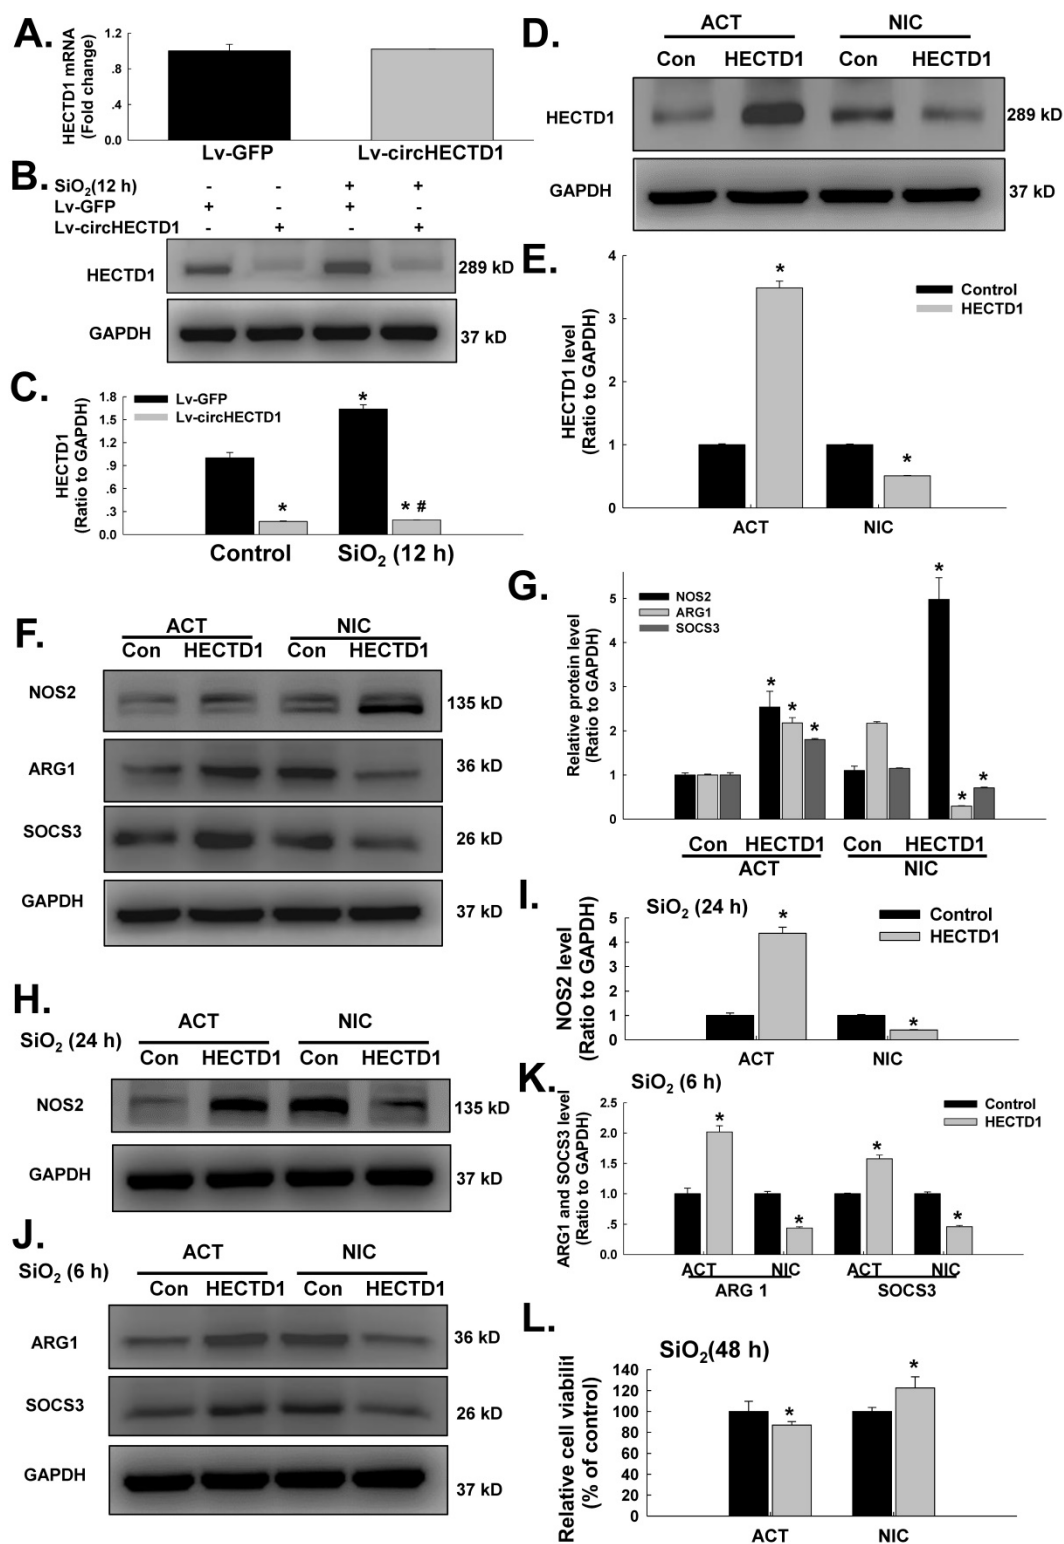 A.
HECTD1 mRNA
(Fold change)
1.2
.8
.4
0.0
Lv-GFP
Lv-circHECTD1
B.
SiO2(12 h) - - + +
Lv-GFP + - + -
Lv-circHECTD1 - + - +
HECTD1
289 kD
GAPDH
37 kD
C.
HECTD1
(Ratio to GAPDH)
1.8
1.5
1.2
.9
.6
.3
0.0
Lv-GFP
Lv-circHECTD1
*
*
* #
Control
SiO2 (12 h)
D.
ACT NIC
Con HECTD1 Con HECTD1
HECTD1
289 kD
GAPDH
37 kD
E.
HECTD1 level
(Ratio to GAPDH)
4
3
2
1
0
Control
HECTD1
*
*
ACT
NIC
F.
ACT NIC
Con HECTD1 Con HECTD1
NOS2
135 kD
ARG1
36 kD
SOCS3
26 kD
GAPDH
37 kD
G.
Relative protein level
(Ratio to GAPDH)
5
4
3
2
1
0
NOS2
ARG1
SOCS3
* * *
* * *
Con HECTD1 Con HECTD1
ACT NIC
H.
SiO2 (24 h)
ACT NIC
Con HECTD1 Con HECTD1
NOS2
135 kD
GAPDH
37 kD
I.
SiO2 (24 h)
NOS2 level
(Ratio to GAPDH)
5
4
3
2
1
0
Control
HECTD1
*
*
ACT
NIC
J.
SiO2 (6 h)
ACT NIC
Con HECTD1 Con HECTD1
ARG1
36 kD
SOCS3
26 kD
GAPDH
37 kD
K.
SiO2 (6 h)
ARG1 and SOCS3 level
(Ratio to GAPDH)
2.5
2.0
1.5
1.0
.5
0.0
Control
HECTD1
* * * *
ACT NIC ACT NIC
ARG 1 SOCS3
L.
SiO2(48 h)
Relative cell viabili
(% of control)
140
120
100
80
60
40
20
0
*
*
ACT
NIC